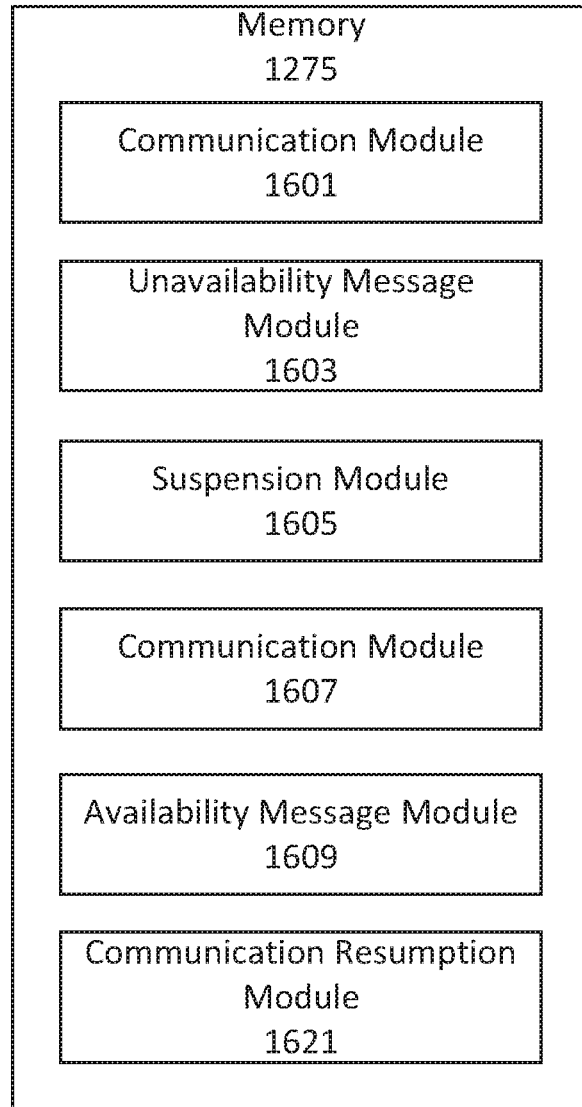 Memory
1275
Communication Module
1601
Unavailability Message
Module
1603
Suspension Module
1605
Communication Module
1607
Availability Message Module
1609
Communication Resumption
Module
1621